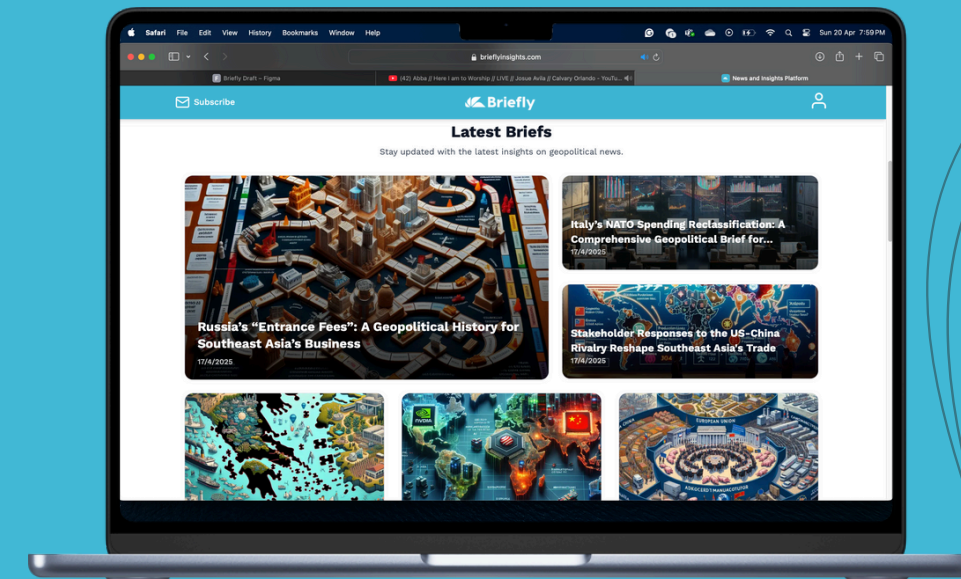 Safari File Edit View History Bookmarks Window Help
Sun 20 Apr 7:59 PM
brieflyinsights.com
Briefly Draft – Figma
(42) Abba // Here I am to Worship // LIVE // Josue Avila // Calvary Orlando - YouTu...
News and Insights Platform
Subscribe
Briefly
Latest Briefs
Stay updated with the latest insights on geopolitical news.
Russia's “Entrance Fees”: A Geopolitical History for
Southeast Asia's Business
17/4/2025
Italy's NATO Spending Reclassification: A
Comprehensive Geopolitical Brief for...
17/4/2025
Stakeholder Responses to the US-China
Rivalry Reshape Southeast Asia's Trade
17/4/2025
NVIDIA
EUROPEAN UNION